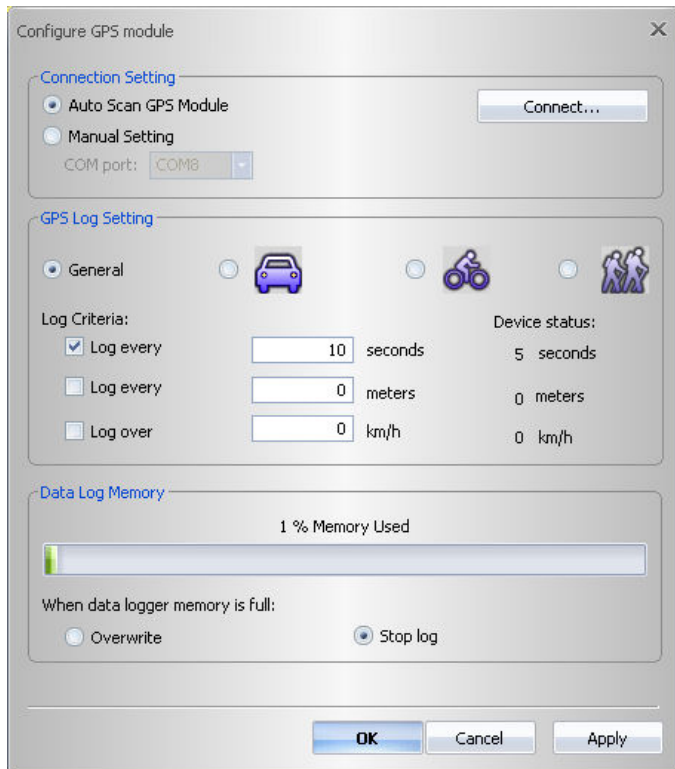 Configure GPS module
Connection Setting
Auto Scan GPS Module
Connect...
Manual Setting
COM port: COM8
GPS Log Setting
General
Log Criteria:
Device status:
Log every 10 seconds 5 seconds
Log every 0 meters 0 meters
Log over 0 km/h 0 km/h
Data Log Memory
1 % Memory Used
When data logger memory is full:
Overwrite Stop log
OK Cancel Apply